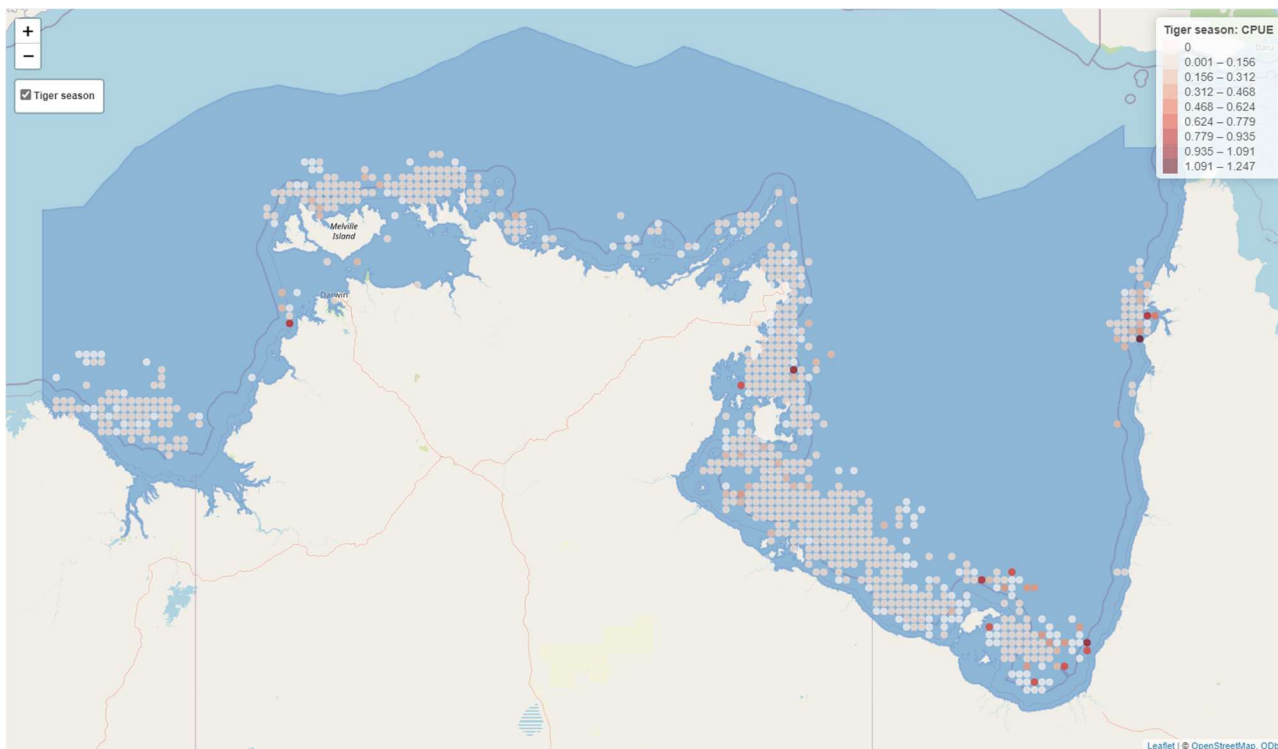 +
−
Tiger season
Tiger season: CPUE
0
0.001 – 0.156
0.156 – 0.312
0.312 – 0.468
0.468 – 0.624
0.624 – 0.779
0.779 – 0.935
0.935 – 1.091
1.091 – 1.247
Daru
Melville
Island
Darwin
Leaflet | © OpenStreetMap, ODb